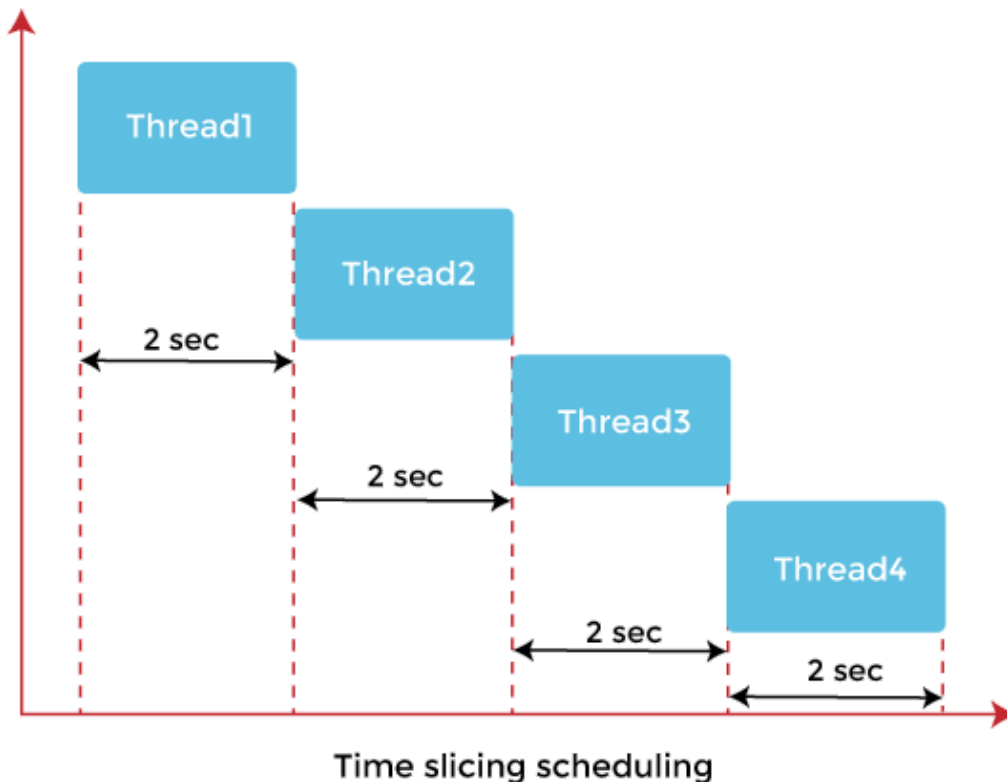 Thread1
Thread2
2 sec
Thread3
2 sec
Thread4
2 sec
2 sec
Time slicing scheduling